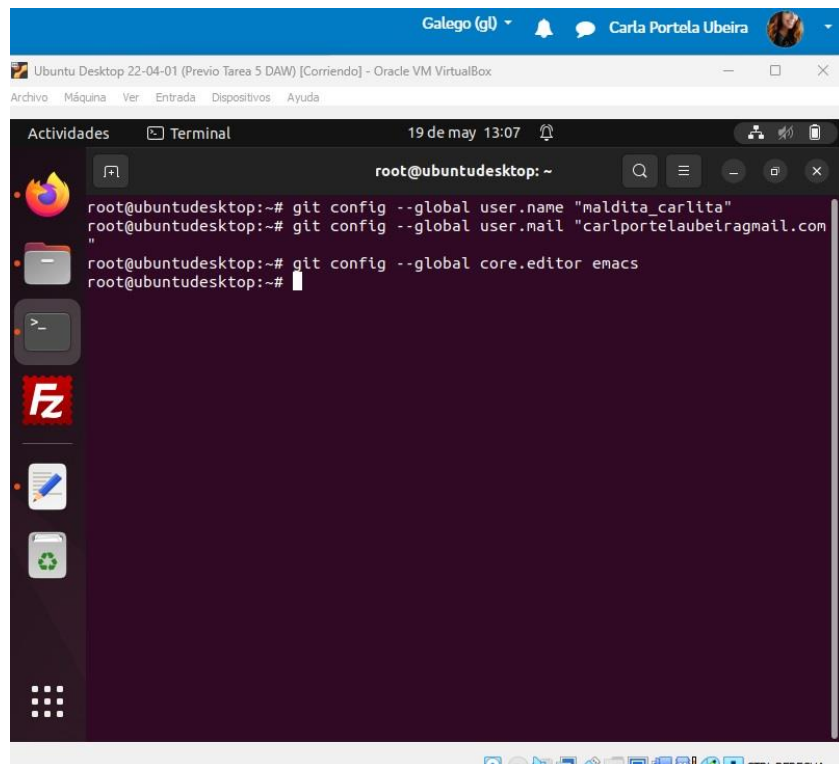 Galego (gl)
Carla Portela Ubeira
Ubuntu Desktop 22-04-01 (Previo Tarea 5 DAW) [Corriendo] - Oracle VM VirtualBox
Archivo Máquina Ver Entrada Dispositivos Ayuda
Actividades Terminal 19 de may 13:07
root@ubuntudesktop: ~
root@ubuntudesktop:~# git config --global user.name "maldita_carlita"
root@ubuntudesktop:~# git config --global user.mail "carlportelaubeiragmail.com
"
root@ubuntudesktop:~# git config --global core.editor emacs
root@ubuntudesktop:~#
>_
Fz